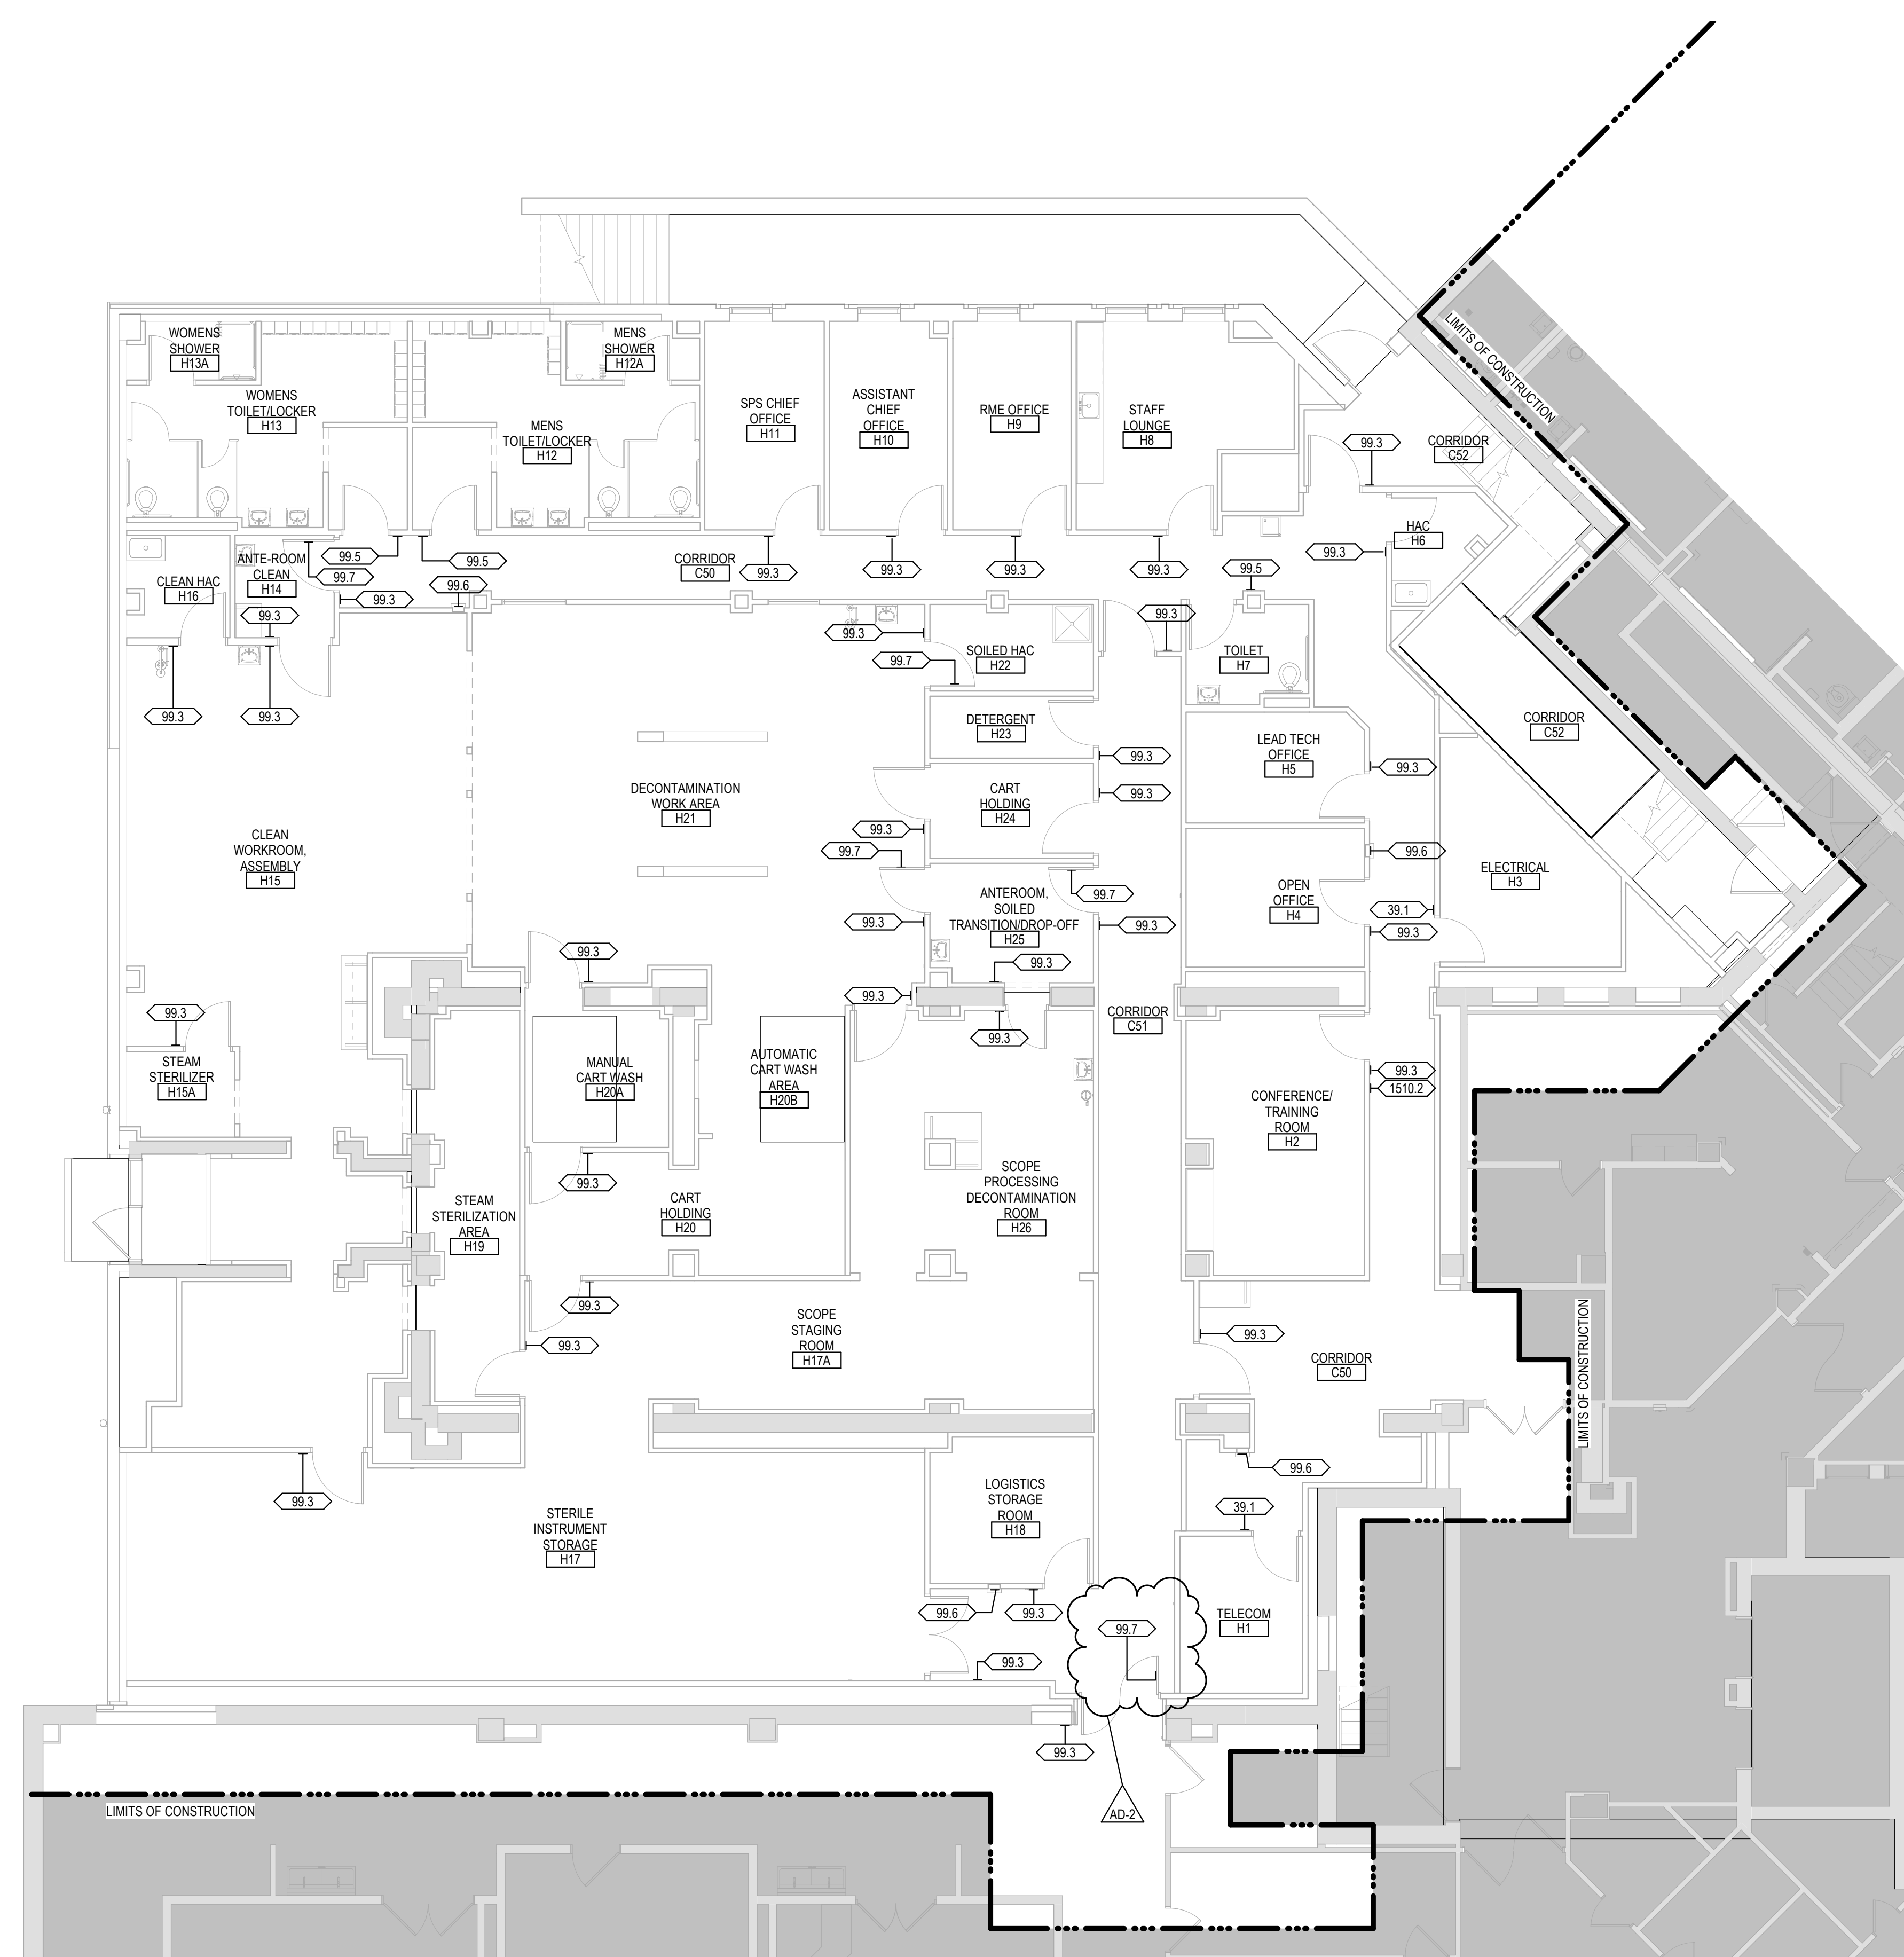 LIMITS OF CONSTRUCTION
WOMENS
SHOWER
H13A
MENS
SHOWER
H12A
WOMENS
TOILET/LOCKER
H13
MENS
TOILET/LOCKER
H12
SPS CHIEF
OFFICE
H11
ASSISTANT
CHIEF
OFFICE
H10
RME OFFICE
H9
STAFF
LOUNGE
H8
99.3
CORRIDOR
C52
HAC
H6
99.3
ANTE-ROOM
CLEAN
H14
99.5
99.7
99.5
99.6
99.3
CORRIDOR
C50
99.3
99.3
99.3
99.3
99.5
CLEAN HAC
H16
99.3
99.3
99.3
99.3
99.3
99.7
SOILED HAC
H22
99.3
TOILET
H7
DETERGENT
H23
99.3
LEAD TECH
OFFICE
H5
99.3
CORRIDOR
C52
DECONTAMINATION
WORK AREA
H21
CART
HOLDING
H24
99.3
99.3
99.7
99.6
CLEAN
WORKROOM,
ASSEMBLY
H15
ELECTRICAL
H3
ANTEROOM,
SOILED
TRANSITION/DROP-OFF
H25
99.7
99.3
99.3
OPEN
OFFICE
H4
39.1
99.3
99.3
99.3
99.3
99.3
99.3
CORRIDOR
C51
STEAM
STERILIZER
H15A
MANUAL
CART WASH
H20A
AUTOMATIC
CART WASH
AREA
H20B
99.3
1510.2
CONFERENCE/
TRAINING
ROOM
H2
99.3
STEAM
STERILIZATION
AREA
H19
CART
HOLDING
H20
SCOPE
PROCESSING
DECONTAMINATION
ROOM
H26
99.3
99.3
SCOPE
STAGING
ROOM
H17A
99.3
CORRIDOR
C50
LIMITS OF CONSTRUCTION
99.3
99.6
LOGISTICS
STORAGE
ROOM
H18
39.1
STERILE
INSTRUMENT
STORAGE
H17
99.6
99.3
99.7
TELECOM
H1
99.3
99.3
LIMITS OF CONSTRUCTION
AD-2